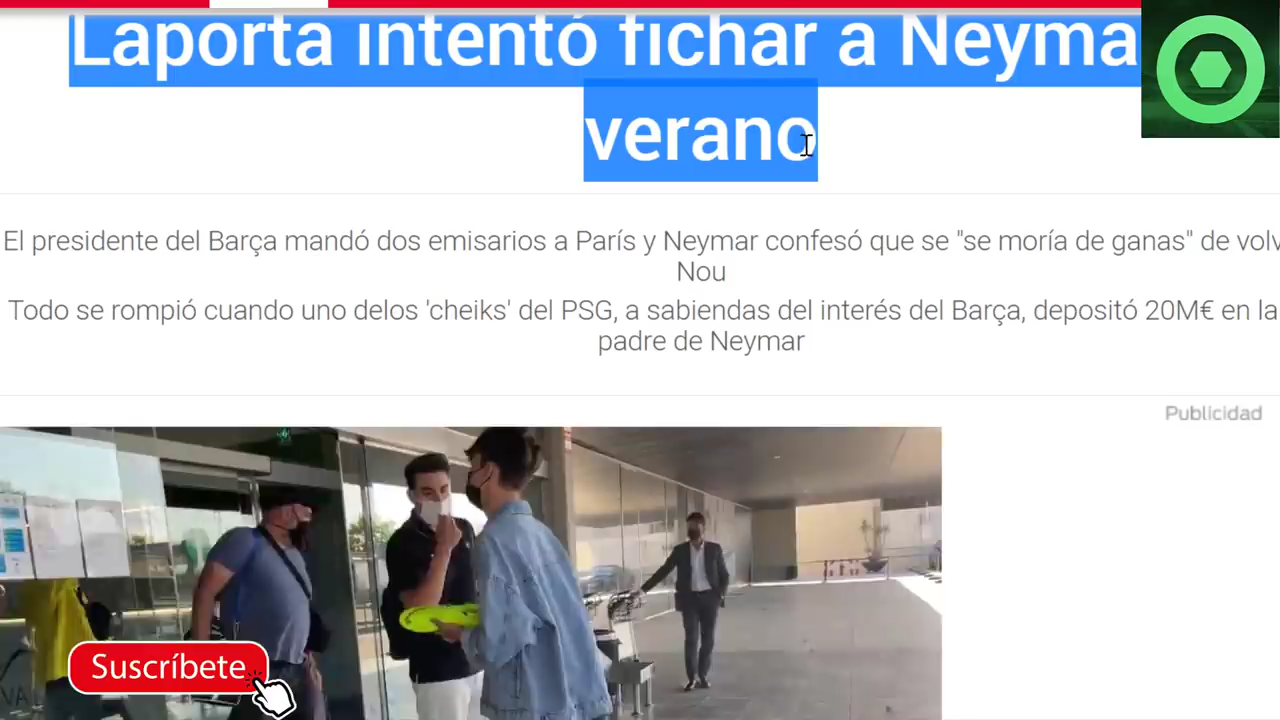 Laporta intentó fichar a Neyma
verano
El presidente del Barça mandó dos emisarios a París y Neymar confesó que se "se moría de ganas" de volv
Nou
Todo se rompió cuando uno delos 'cheiks' del PSG, a sabiendas del interés del Barça, depositó 20M€ en la
padre de Neymar
Publicidad
Suscríbete